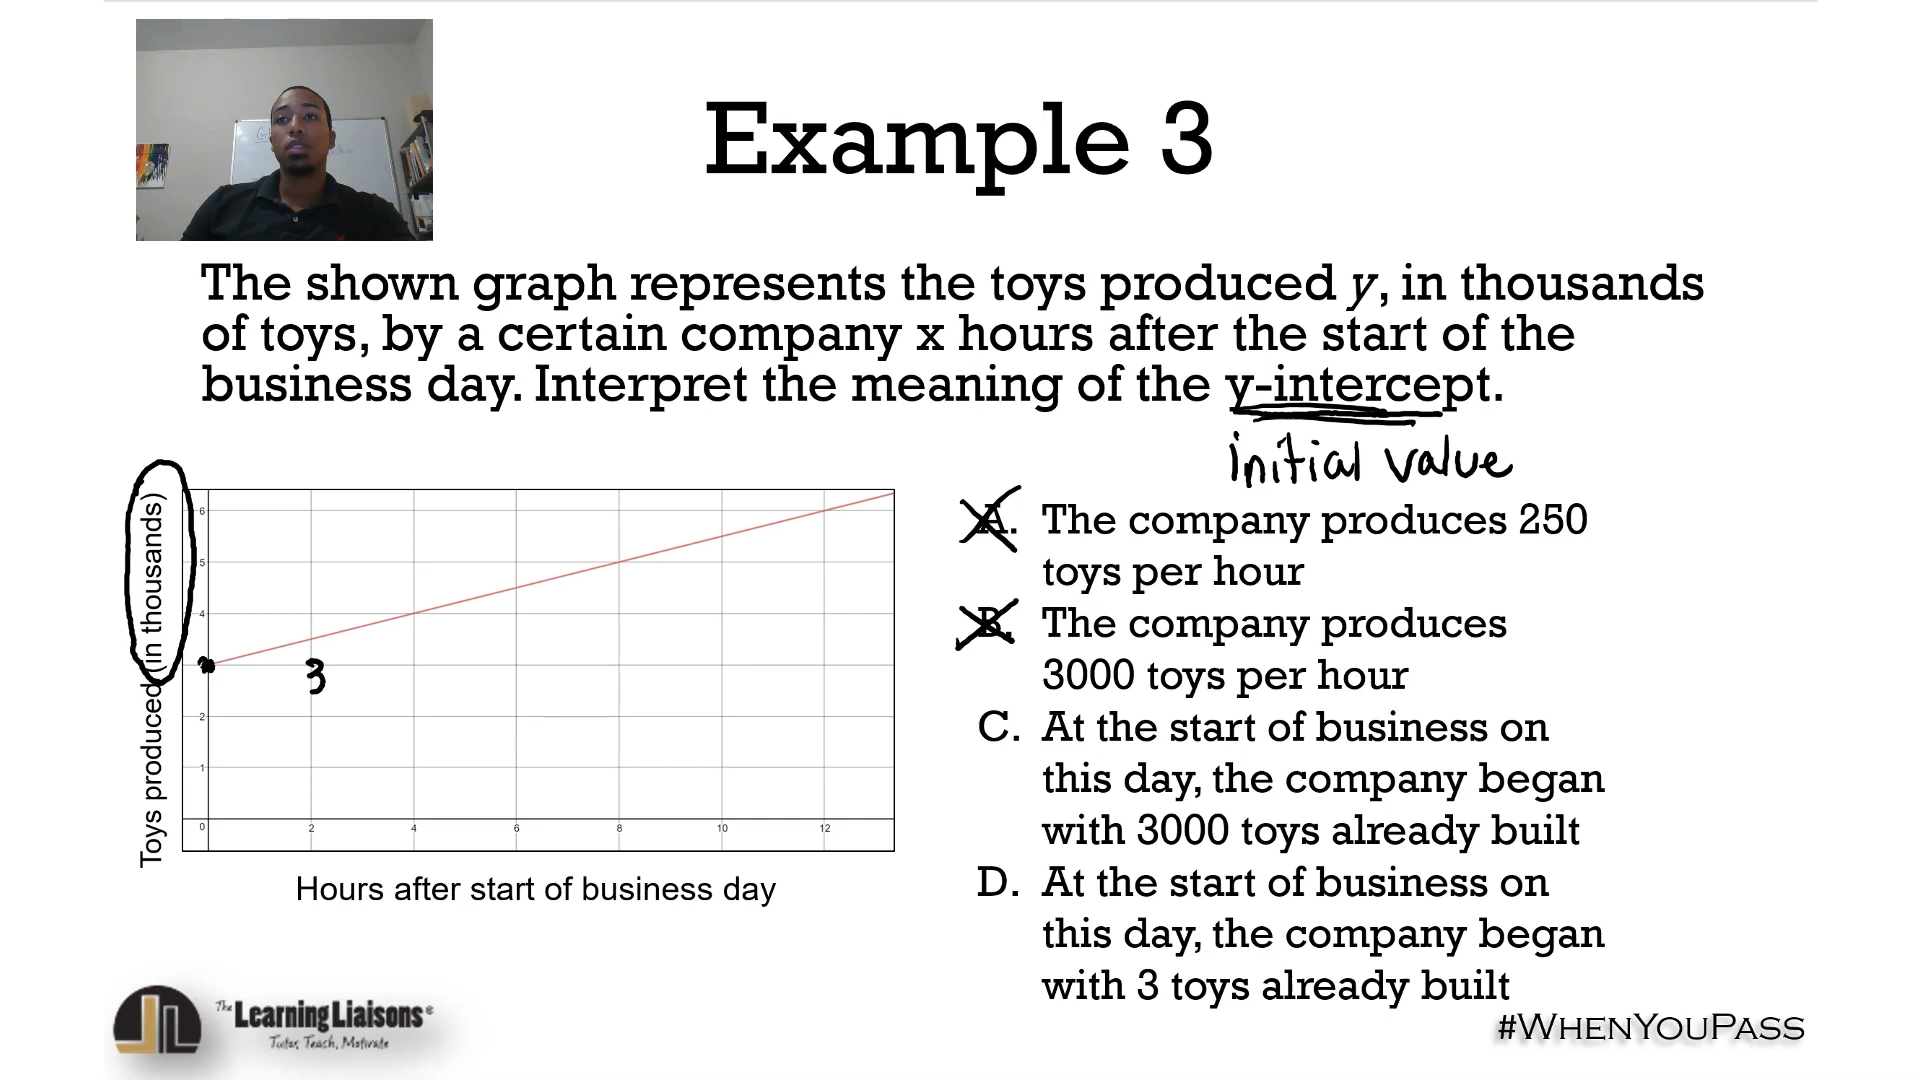 Example 3
The shown graph represents the toys produced y, in thousands
of toys, by a certain company x hours after the start of the
business day. Interpret the meaning of the y-intercept.
initial value
Toys produced (in thousands)
6
5
4
3
2
1
0 2 4 6 8 10 12
Hours after start of business day
A. The company produces 250
toys per hour
B. The company produces
3000 toys per hour
C. At the start of business on
this day, the company began
with 3000 toys already built
D. At the start of business on
this day, the company began
with 3 toys already built
The Learning Liaisons®
Tutor, Teach, Motivate
#WHENYOUPASS